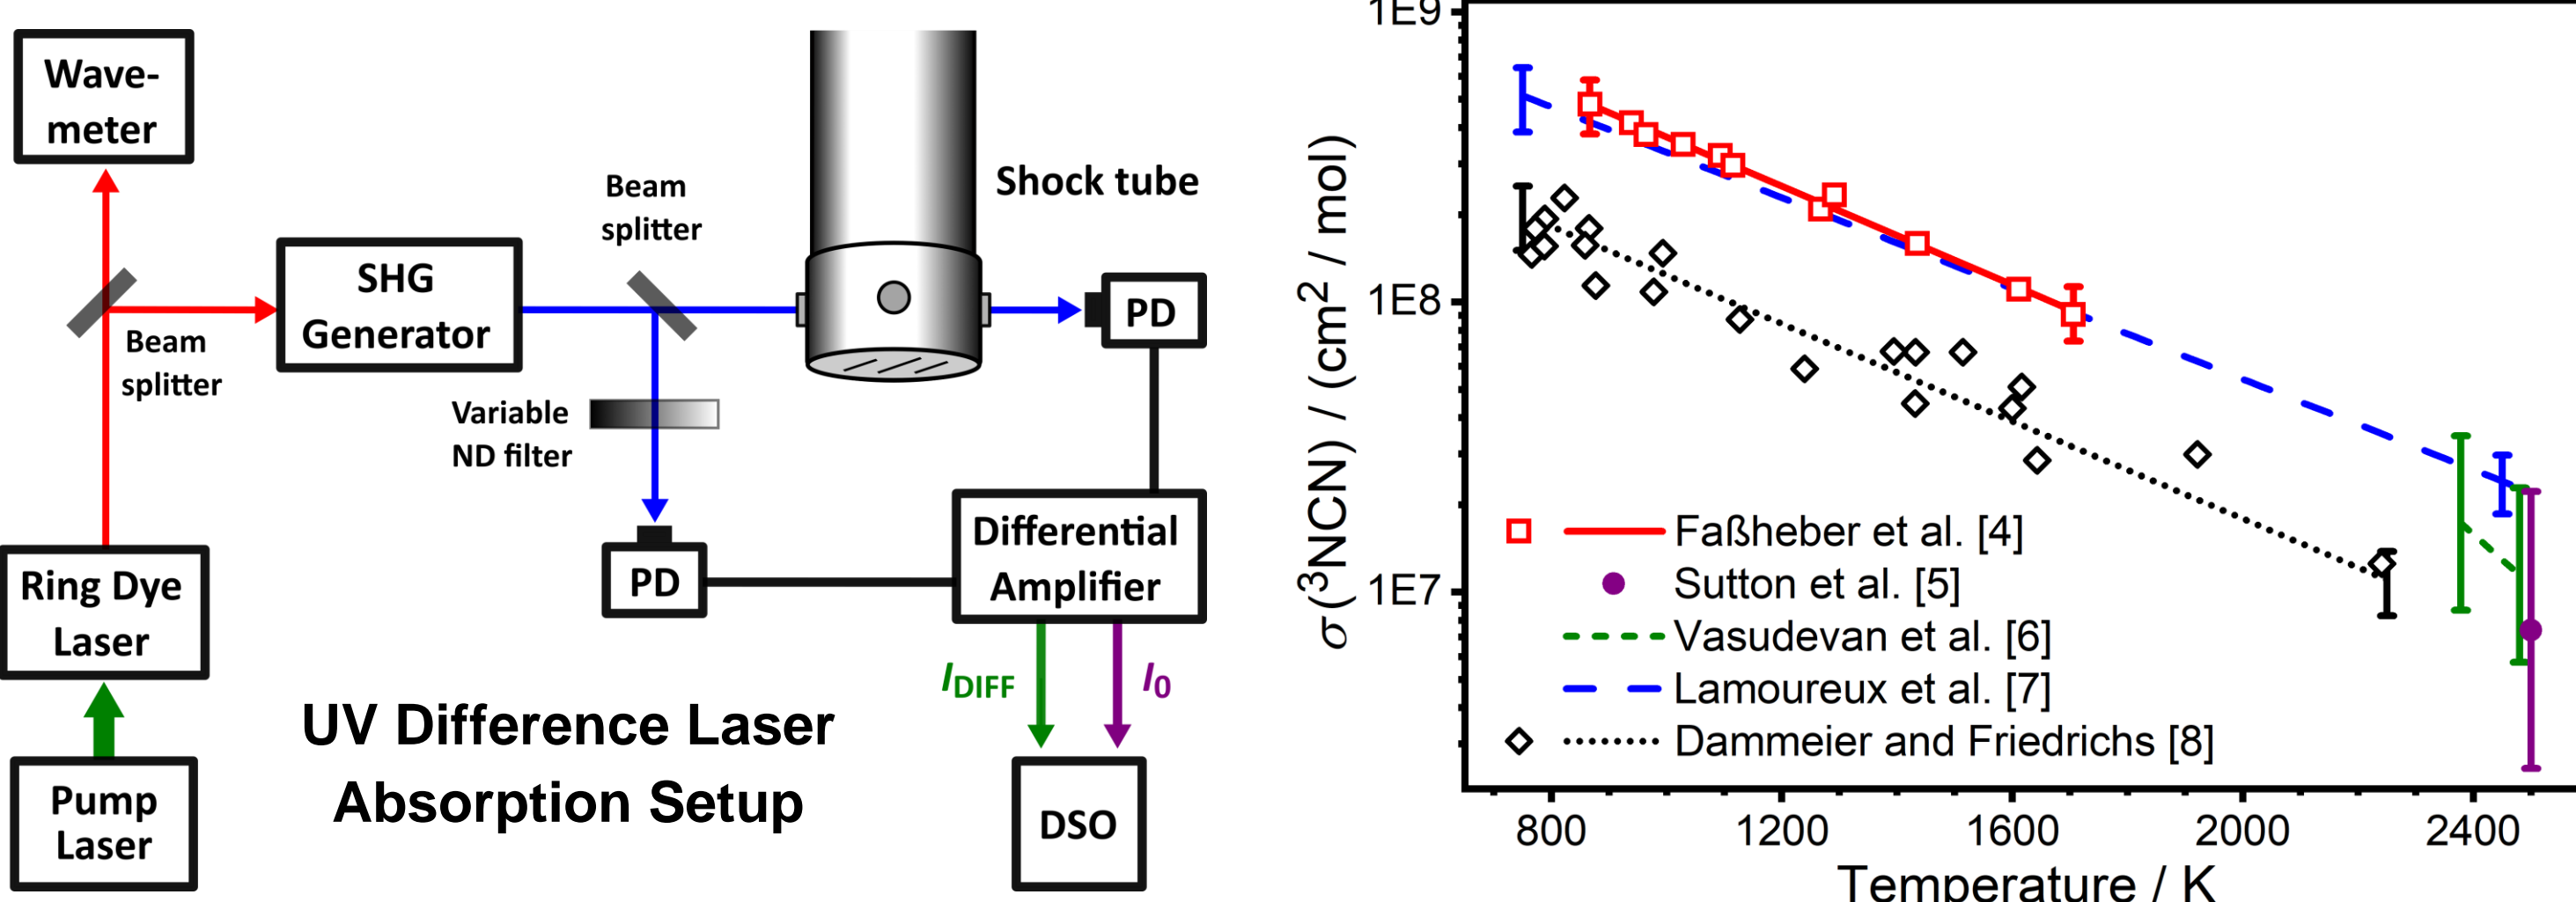 Wave-
meter
Beam
splitter
SHG
Generator
Beam
splitter
Shock tube
PD
Variable
ND filter
PD
Differential
Amplifier
Ring Dye
Laser
Pump
Laser
I_DIFF
I_0
DSO
UV Difference Laser
Absorption Setup
1E9
1E8
1E7
σ(³NCN) / (cm² / mol)
Faßheber et al. [4]
Sutton et al. [5]
Vasudevan et al. [6]
Lamoureux et al. [7]
Dammeier and Friedrichs [8]
800 1200 1600 2000 2400
Temperature / K